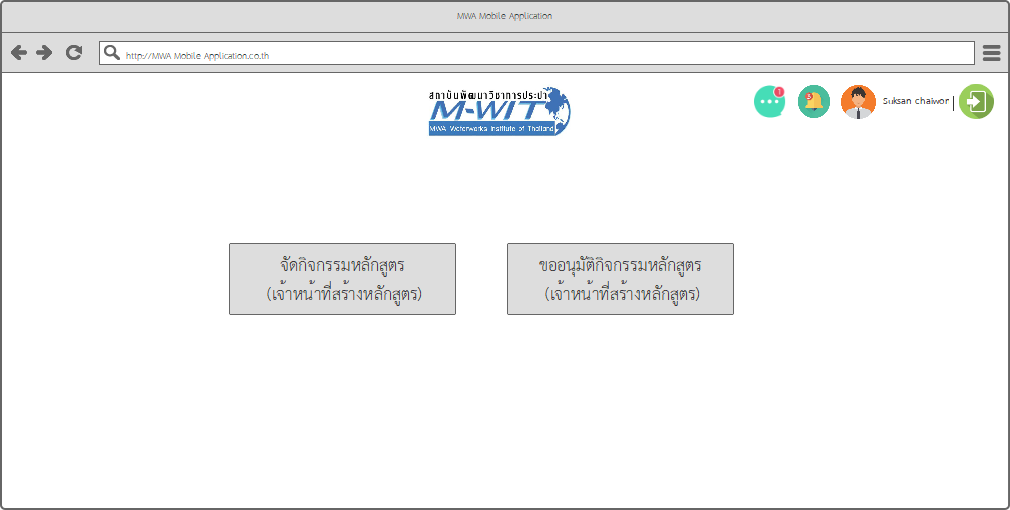 MWA Mobile Application
http://MWA Mobile Application.co.th
สถาบันพัฒนาวิชาการประปา
M-WIT
MWA Waterworks Institute of Thailand
1
Suksan chaiwon
จัดกิจกรรมหลักสูตร
(เจ้าหน้าที่สร้างหลักสูตร)
ขออนุมัติกิจกรรมหลักสูตร
(เจ้าหน้าที่สร้างหลักสูตร)